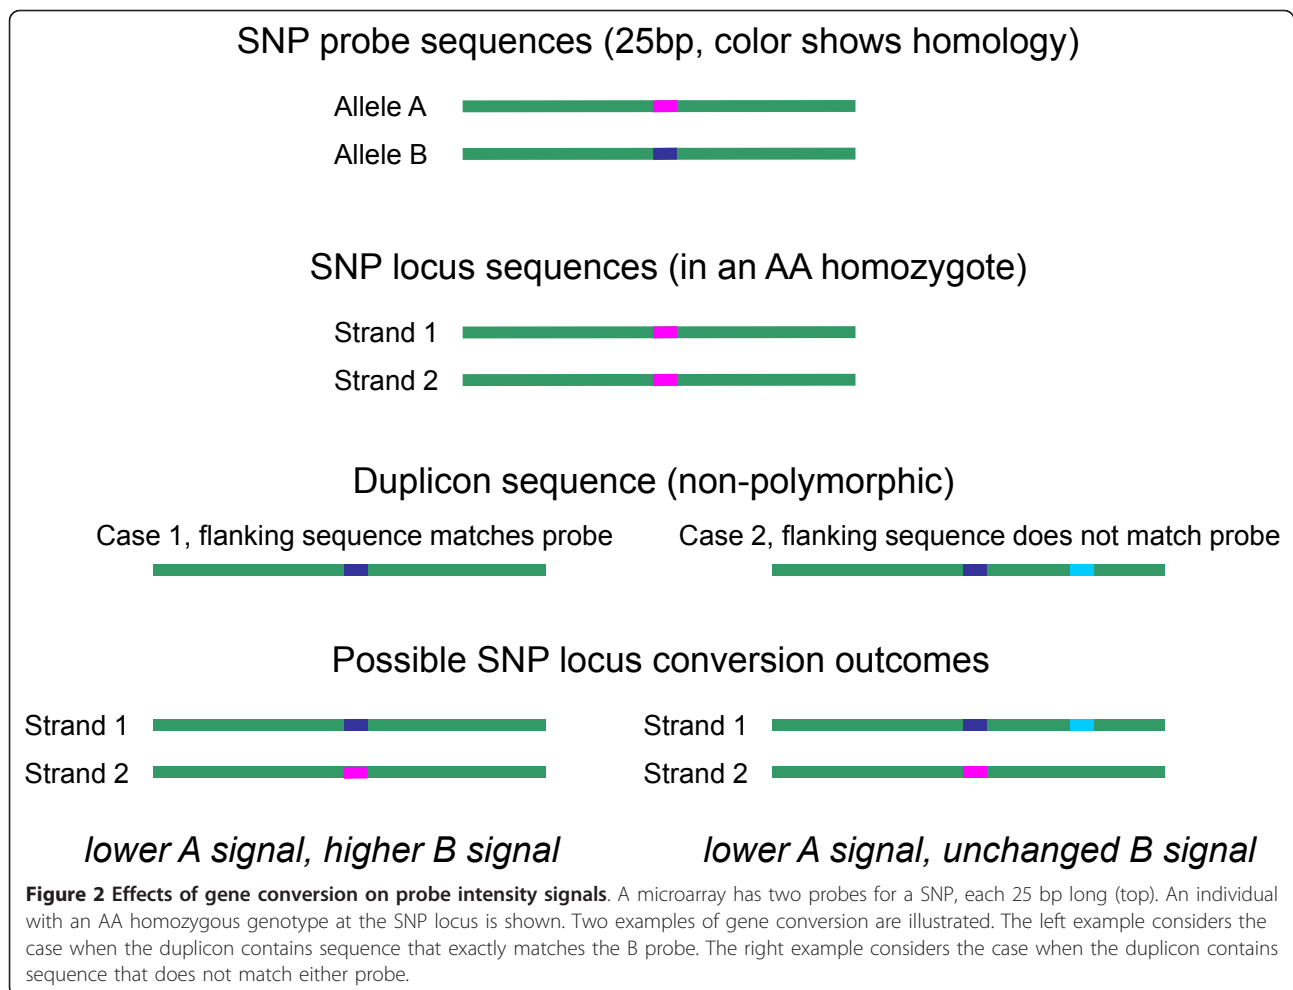 SNP probe sequences (25bp, color shows homology)
Allele A
Allele B
SNP locus sequences (in an AA homozygote)
Strand 1
Strand 2
Duplicon sequence (non-polymorphic)
Case 1, flanking sequence matches probe
Case 2, flanking sequence does not match probe
Possible SNP locus conversion outcomes
Strand 1
Strand 2
Strand 1
Strand 2
lower A signal, higher B signal
lower A signal, unchanged B signal
Figure 2 Effects of gene conversion on probe intensity signals. A microarray has two probes for a SNP, each 25 bp long (top). An individual
with an AA homozygous genotype at the SNP locus is shown. Two examples of gene conversion are illustrated. The left example considers the
case when the duplicon contains sequence that exactly matches the B probe. The right example considers the case when the duplicon contains
sequence that does not match either probe.